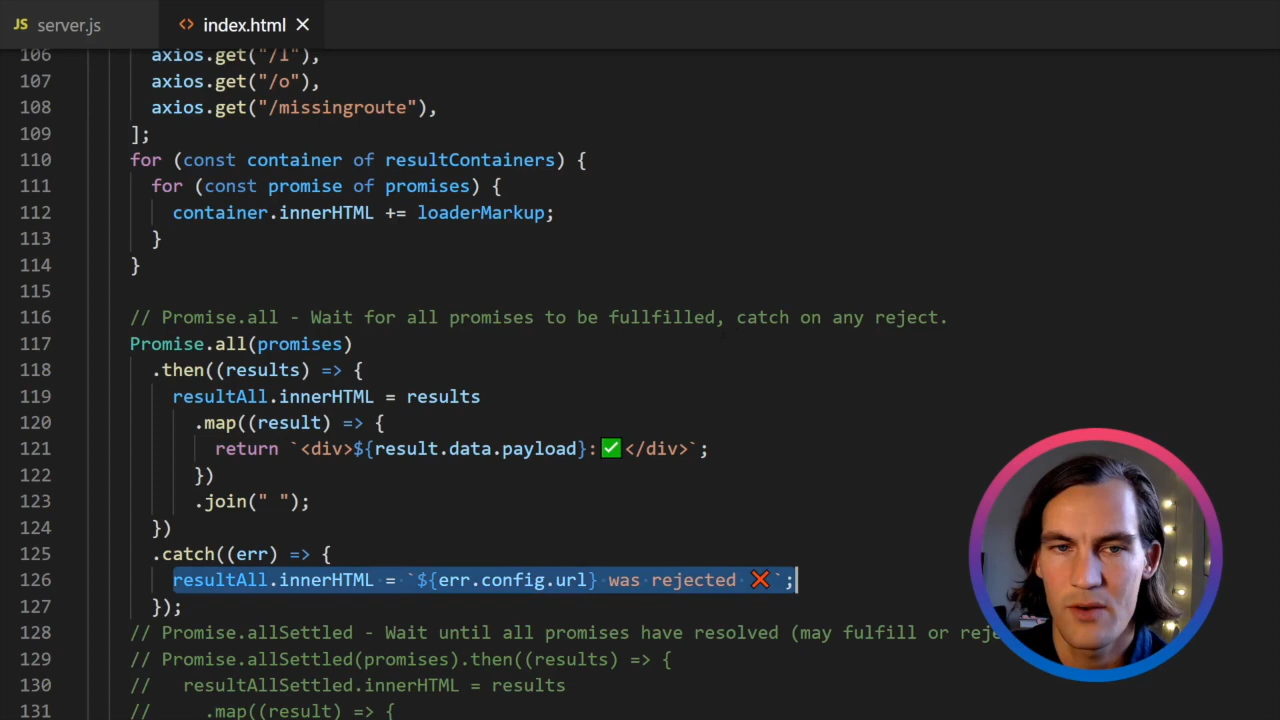 JS server.js <> index.html ×
106 axios.get("/l"),
107 axios.get("/o"),
108 axios.get("/missingroute"),
109 ];
110 for (const container of resultContainers) {
111 for (const promise of promises) {
112 container.innerHTML += loaderMarkup;
113 }
114 }
115
116 // Promise.all - Wait for all promises to be fullfilled, catch on any reject.
117 Promise.all(promises)
118 .then((results) => {
119 resultAll.innerHTML = results
120 .map((result) => {
121 return `<div>${result.data.payload}:✅</div>`;
122 })
123 .join(" ");
124 })
125 .catch((err) => {
126 resultAll.innerHTML = `${err.config.url} was rejected ❌`;
127 });
128 // Promise.allSettled - Wait until all promises have resolved (may fulfill or reje
129 // Promise.allSettled(promises).then((results) => {
130 // resultAllSettled.innerHTML = results
131 // .map((result) => {